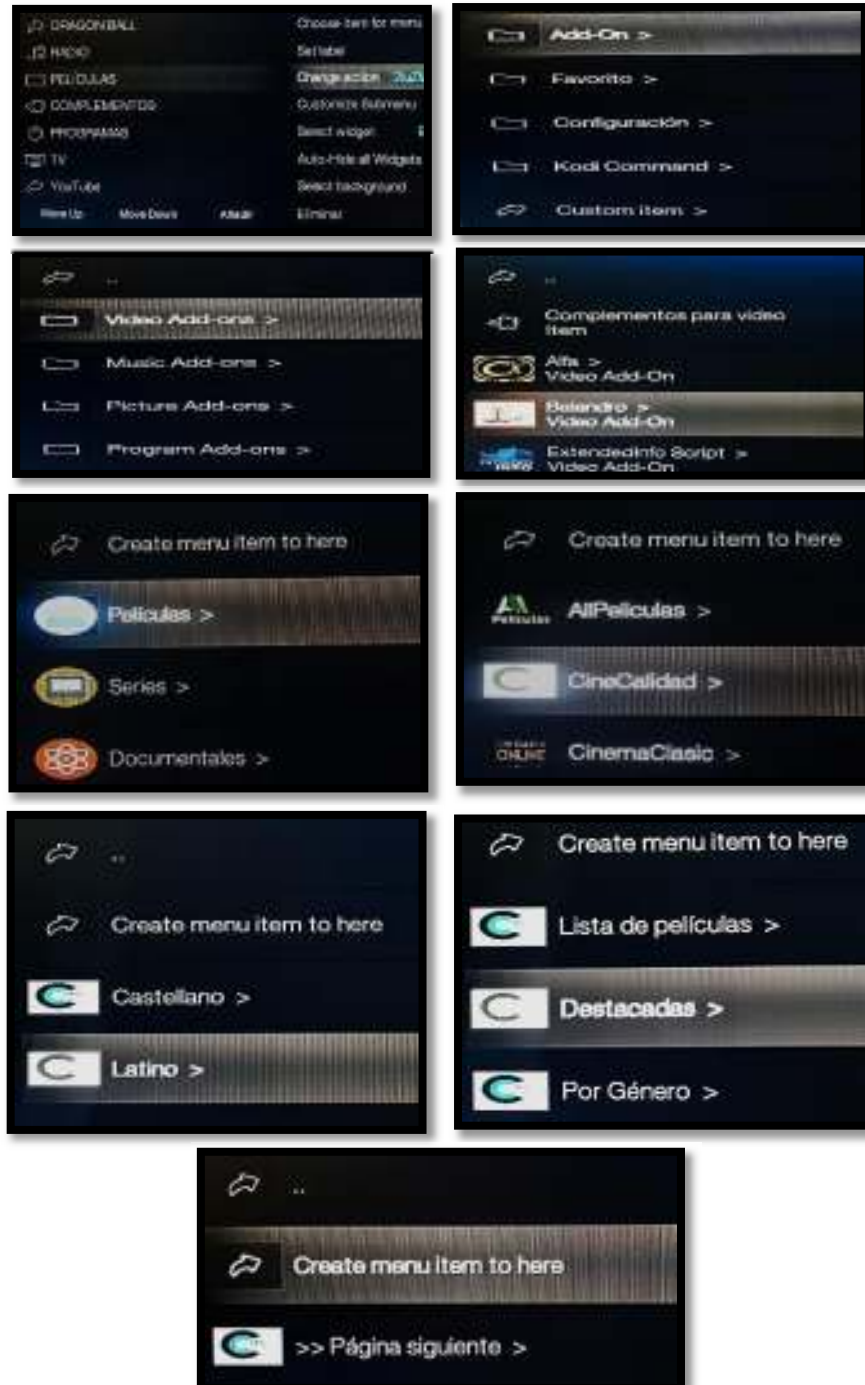 DRAGON BALL
RADIO
PELICULAS
COMPLEMENTOS
PROGRAMAS
TV
YouTube
Move Up Move Down Añadir
Choose item for menu
Set label
Change action
Customize Submenu
Select widget
Auto-Hide all Widgets
Select background
Eliminar
Add-On >
Favorito >
Configuración >
Kodi Command >
Custom item >
..
Video Add-ons >
Music Add-ons >
Picture Add-ons >
Program Add-ons >
..
Complementos para video
Item
Alfa >
Video Add-On
Balandro >
Video Add-On
ExtendedInfo Script >
Video Add-On
Create menu item to here
Películas >
Series >
Documentales >
Create menu item to here
AllPeliculas >
CineCalidad >
CinemaClasic >
..
Create menu item to here
Castellano >
Latino >
Create menu item to here
Lista de películas >
Destacadas >
Por Género >
..
Create menu item to here
>> Página siguiente >